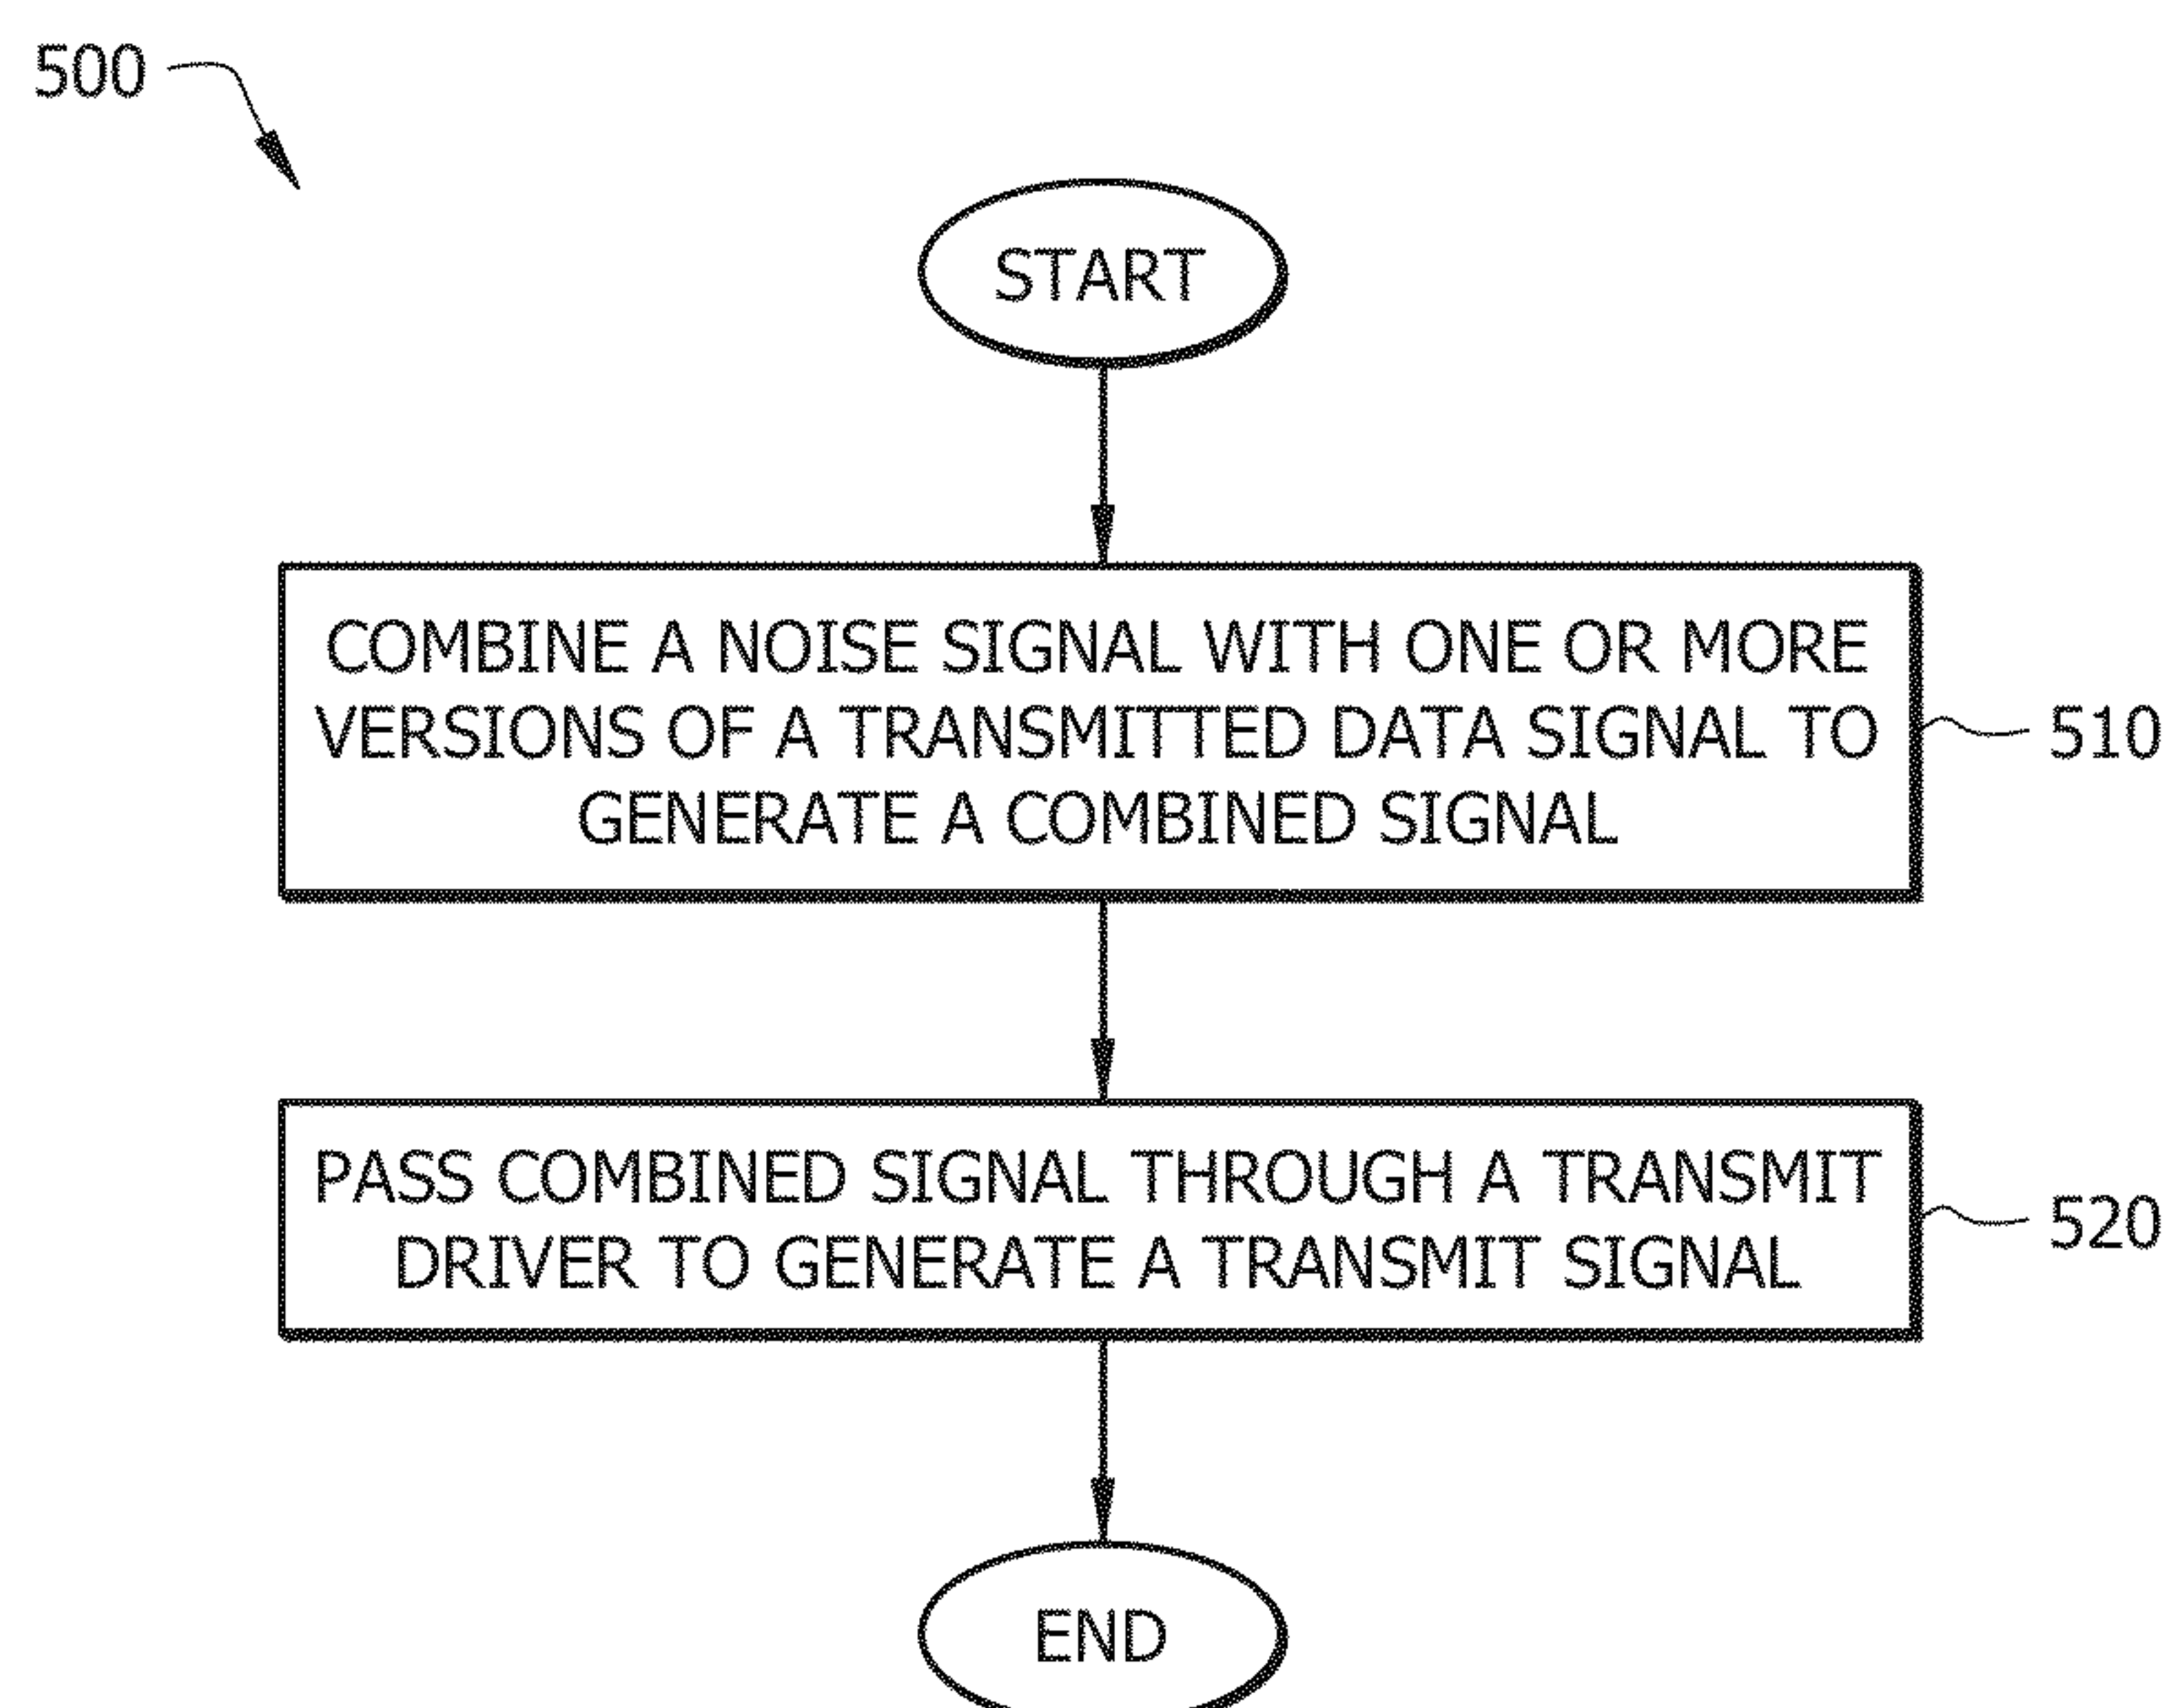 500
START
COMBINE A NOISE SIGNAL WITH ONE OR MORE
VERSIONS OF A TRANSMITTED DATA SIGNAL TO
GENERATE A COMBINED SIGNAL
510
PASS COMBINED SIGNAL THROUGH A TRANSMIT
DRIVER TO GENERATE A TRANSMIT SIGNAL
520
END